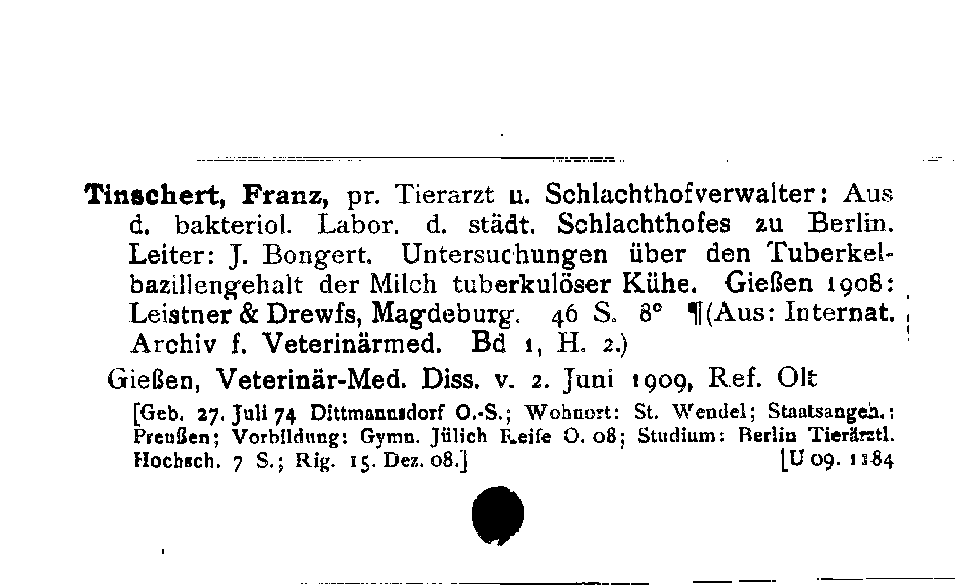 Tinschert, Franz, pr. Tierarzt u. Schlachthofverwalter: Aus
d. bakteriol. Labor. d. städt. Schlachthofes zu Berlin.
Leiter: J. Bongert. Untersuchungen über den Tuberkel-
bazillengehalt der Milch tuberkulöser Kühe. Gießen 1908:
Leistner & Drewfs, Magdeburg. 46 S. 8° ¶(Aus: Internat.
Archiv f. Veterinärmed. Bd 1, H. 2.)
Gießen, Veterinär-Med. Diss. v. 2. Juni 1909, Ref. Olt
[Geb. 27. Juli 74 Dittmannsdorf O.-S.; Wohnort: St. Wendel; Staatsangeh.:
Preußen; Vorbildung: Gymn. Jülich Reife O. 08; Studium: Berlin Tierärztl.
Hochsch. 7 S.; Rig. 15. Dez. 08.] [U 09. 1184